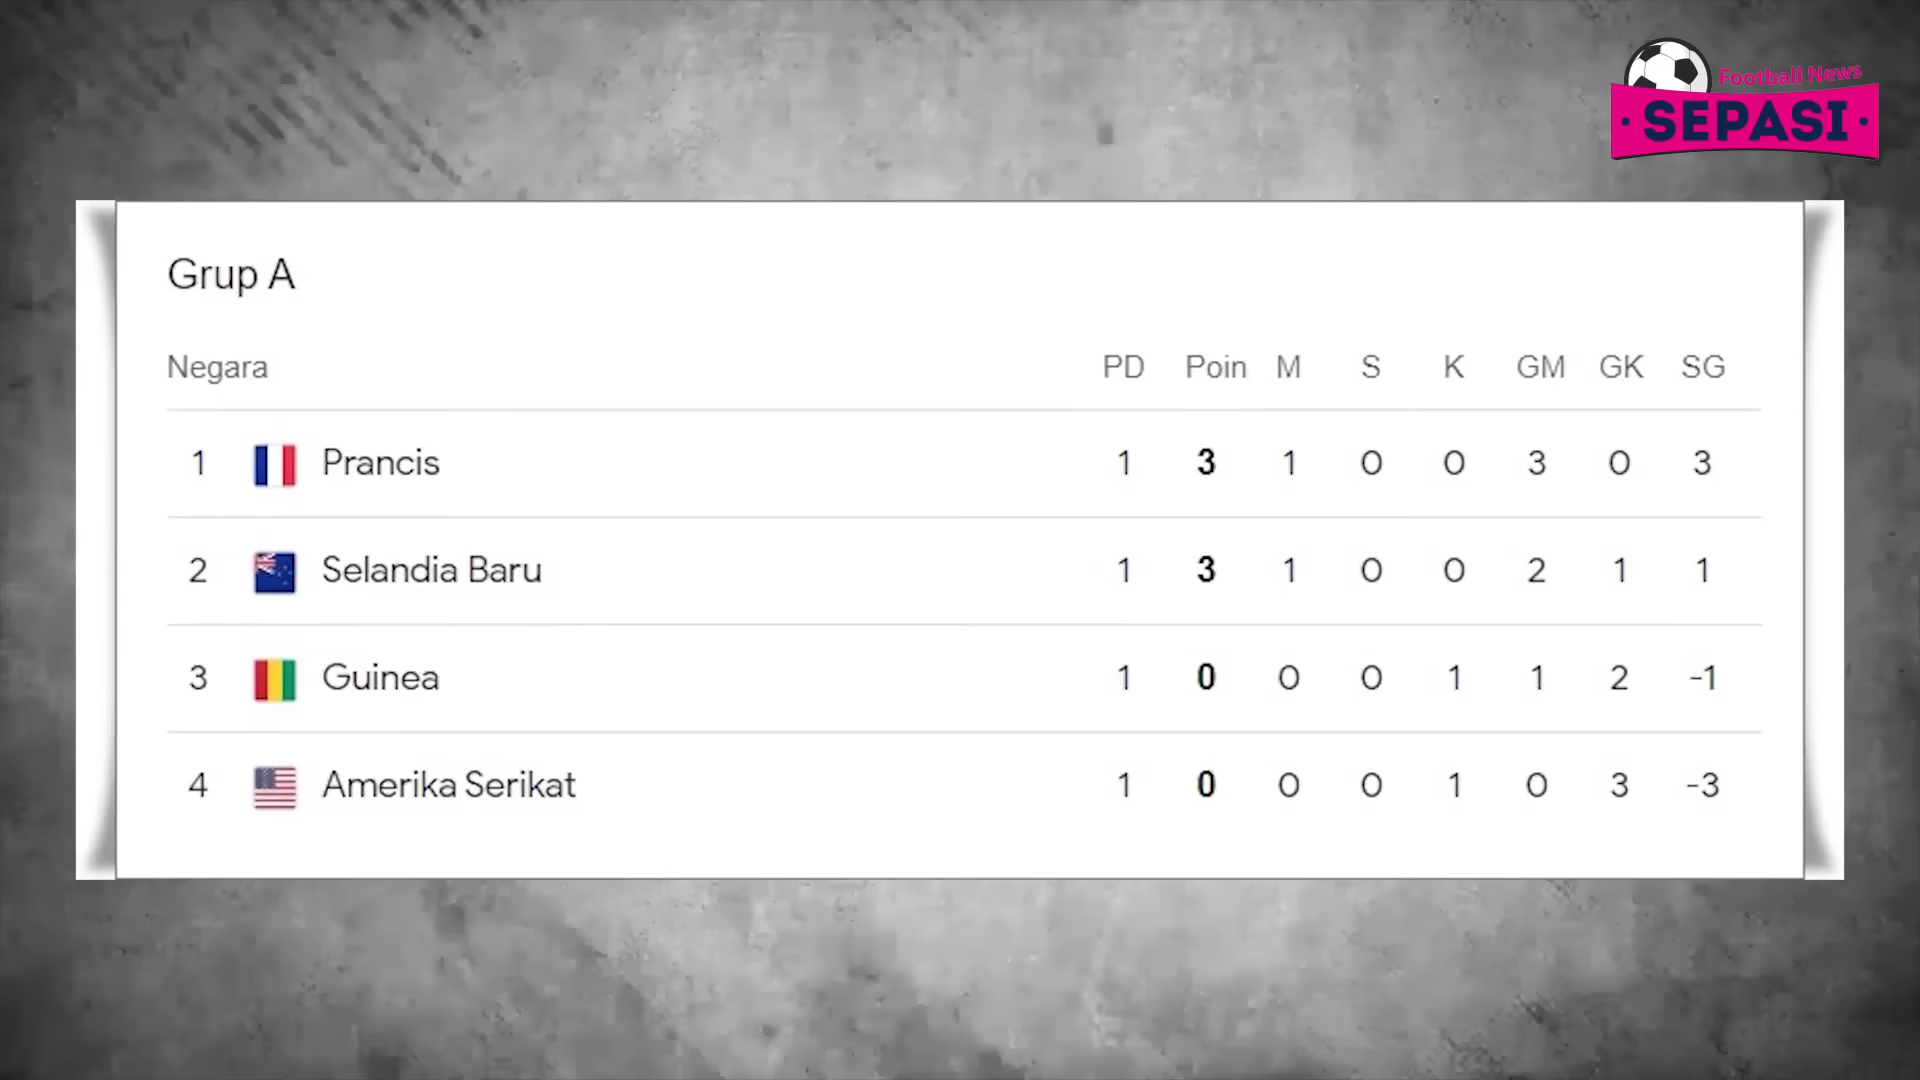 Football News
· SEPASI ·
Grup A
Negara PD Poin M S K GM GK SG
1 Prancis 1 3 1 0 0 3 0 3
2 Selandia Baru 1 3 1 0 0 2 1 1
3 Guinea 1 0 0 0 1 1 2 -1
4 Amerika Serikat 1 0 0 0 1 0 3 -3